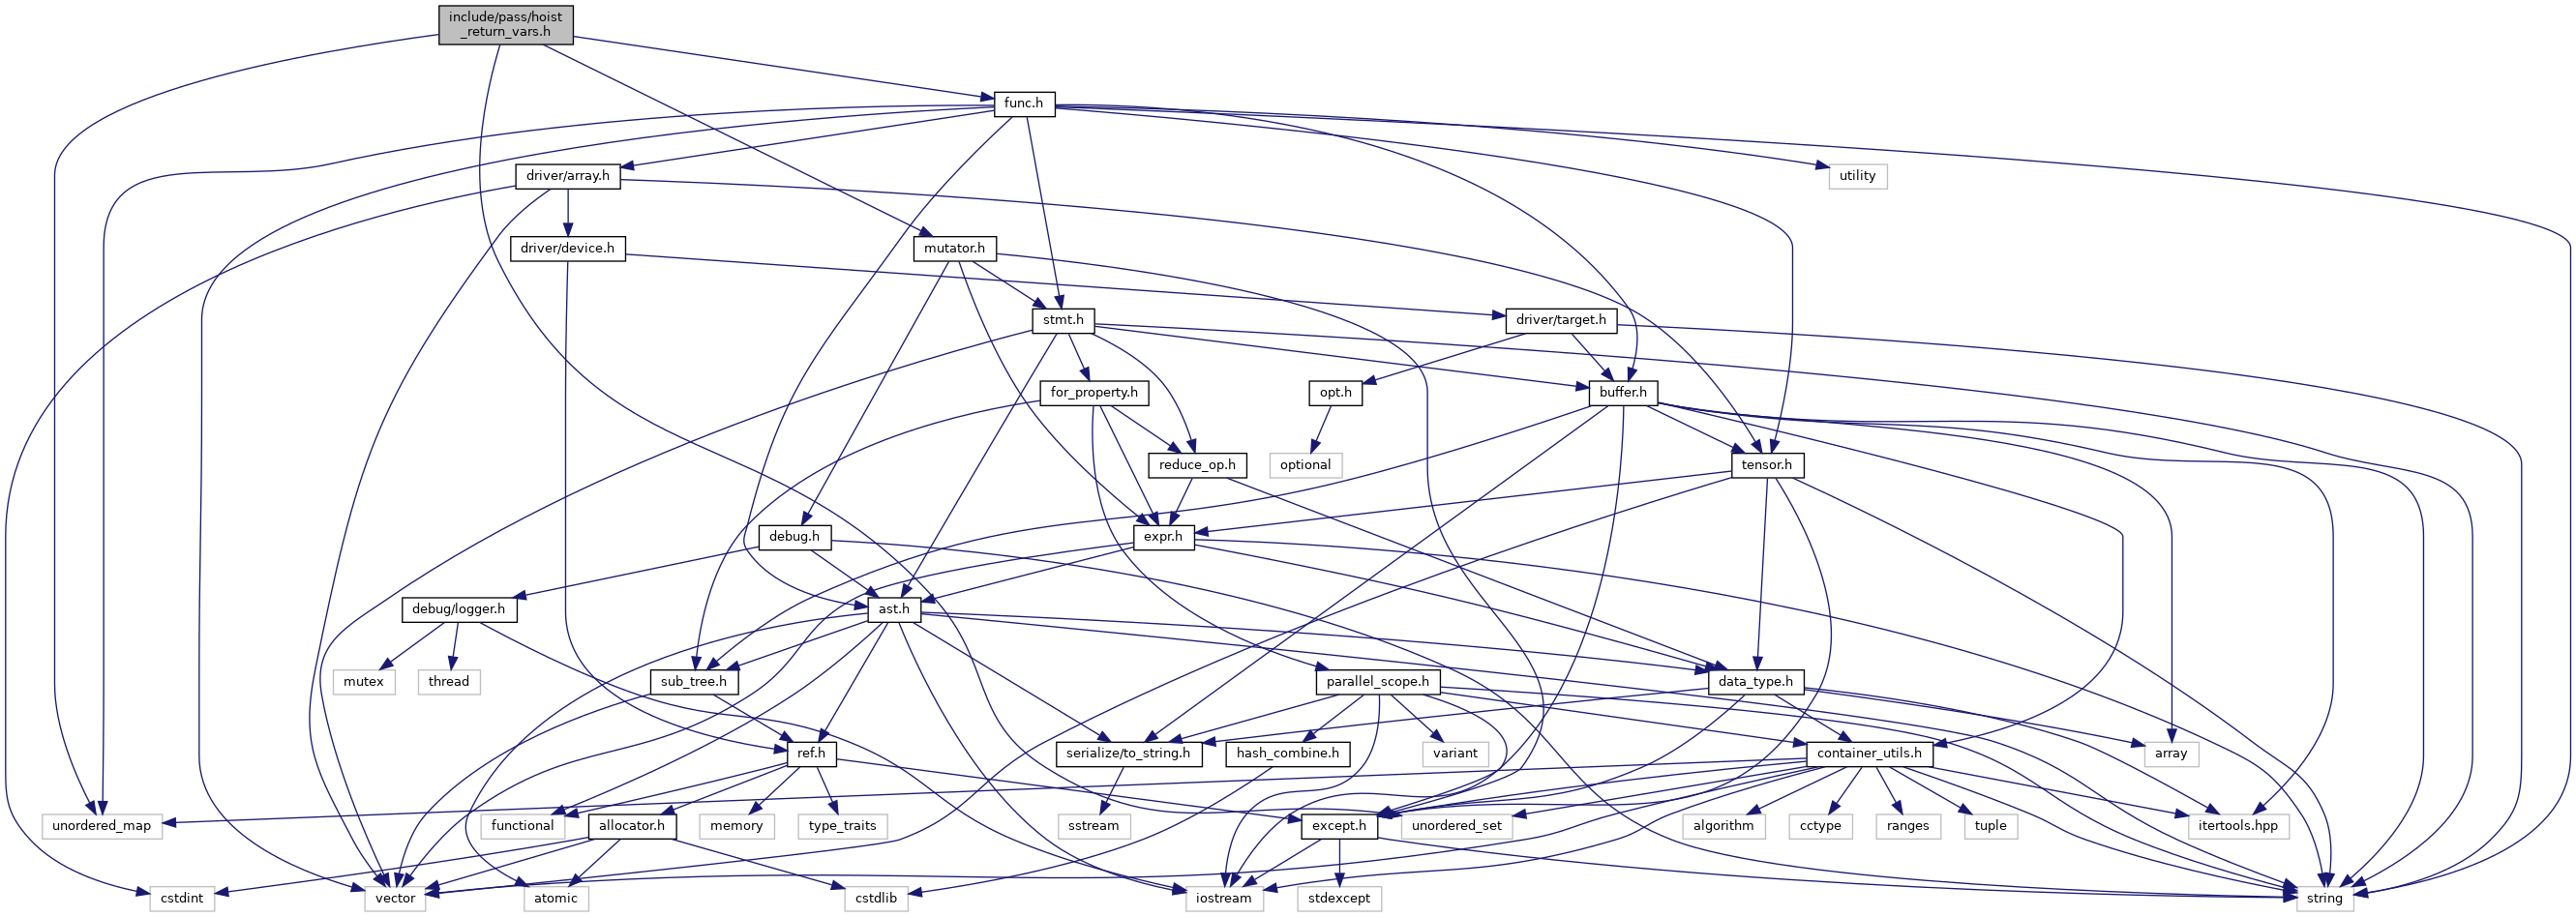 include/pass/hoist
_return_vars.h
func.h
driver/array.h
utility
driver/device.h
mutator.h
stmt.h
driver/target.h
for_property.h
opt.h
buffer.h
reduce_op.h
optional
tensor.h
debug.h
expr.h
debug/logger.h
ast.h
mutex
thread
sub_tree.h
parallel_scope.h
data_type.h
ref.h
serialize/to_string.h
hash_combine.h
variant
container_utils.h
array
unordered_map
functional
allocator.h
memory
type_traits
sstream
except.h
unordered_set
algorithm
cctype
ranges
tuple
itertools.hpp
cstdint
vector
atomic
cstdlib
iostream
stdexcept
string